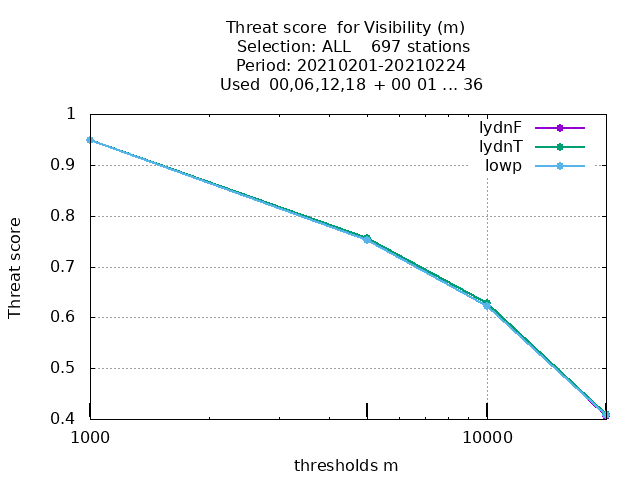 Threat score  for Visibility (m)
Selection: ALL    697 stations
Period: 20210201-20210224
Used  00,06,12,18  + 00 01 ... 36
lydnF
lydnT
lowp
1
0.9
0.8
0.7
0.6
0.5
0.4
Threat score
1000
10000
thresholds m